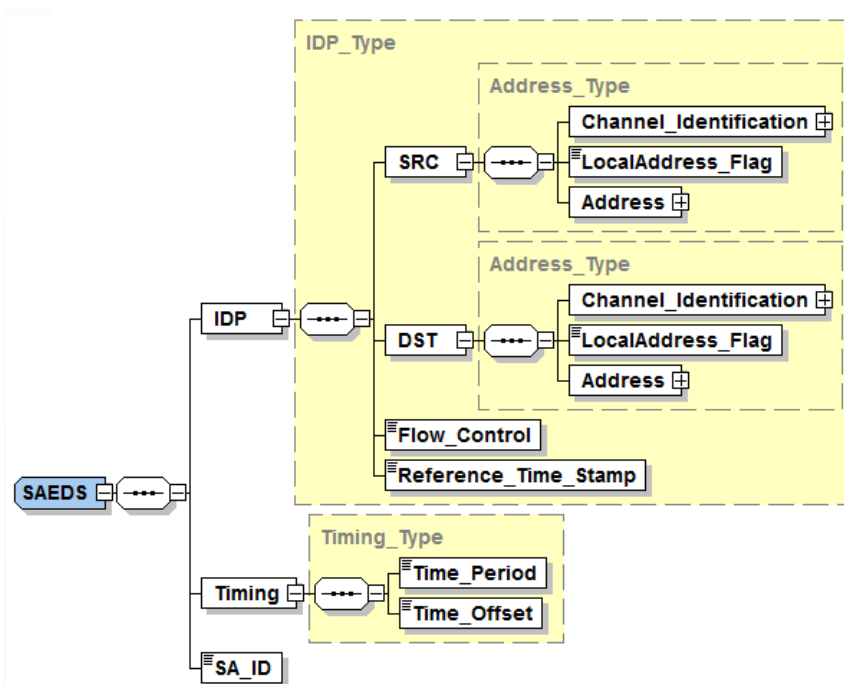 IDP_Type
Address_Type
Channel_Identification
SRC
LocalAddress_Flag
Address
Address_Type
Channel_Identification
IDP
DST
LocalAddress_Flag
Address
Flow_Control
Reference_Time_Stamp
SAEDS
Timing_Type
Time_Period
Timing
Time_Offset
SA_ID